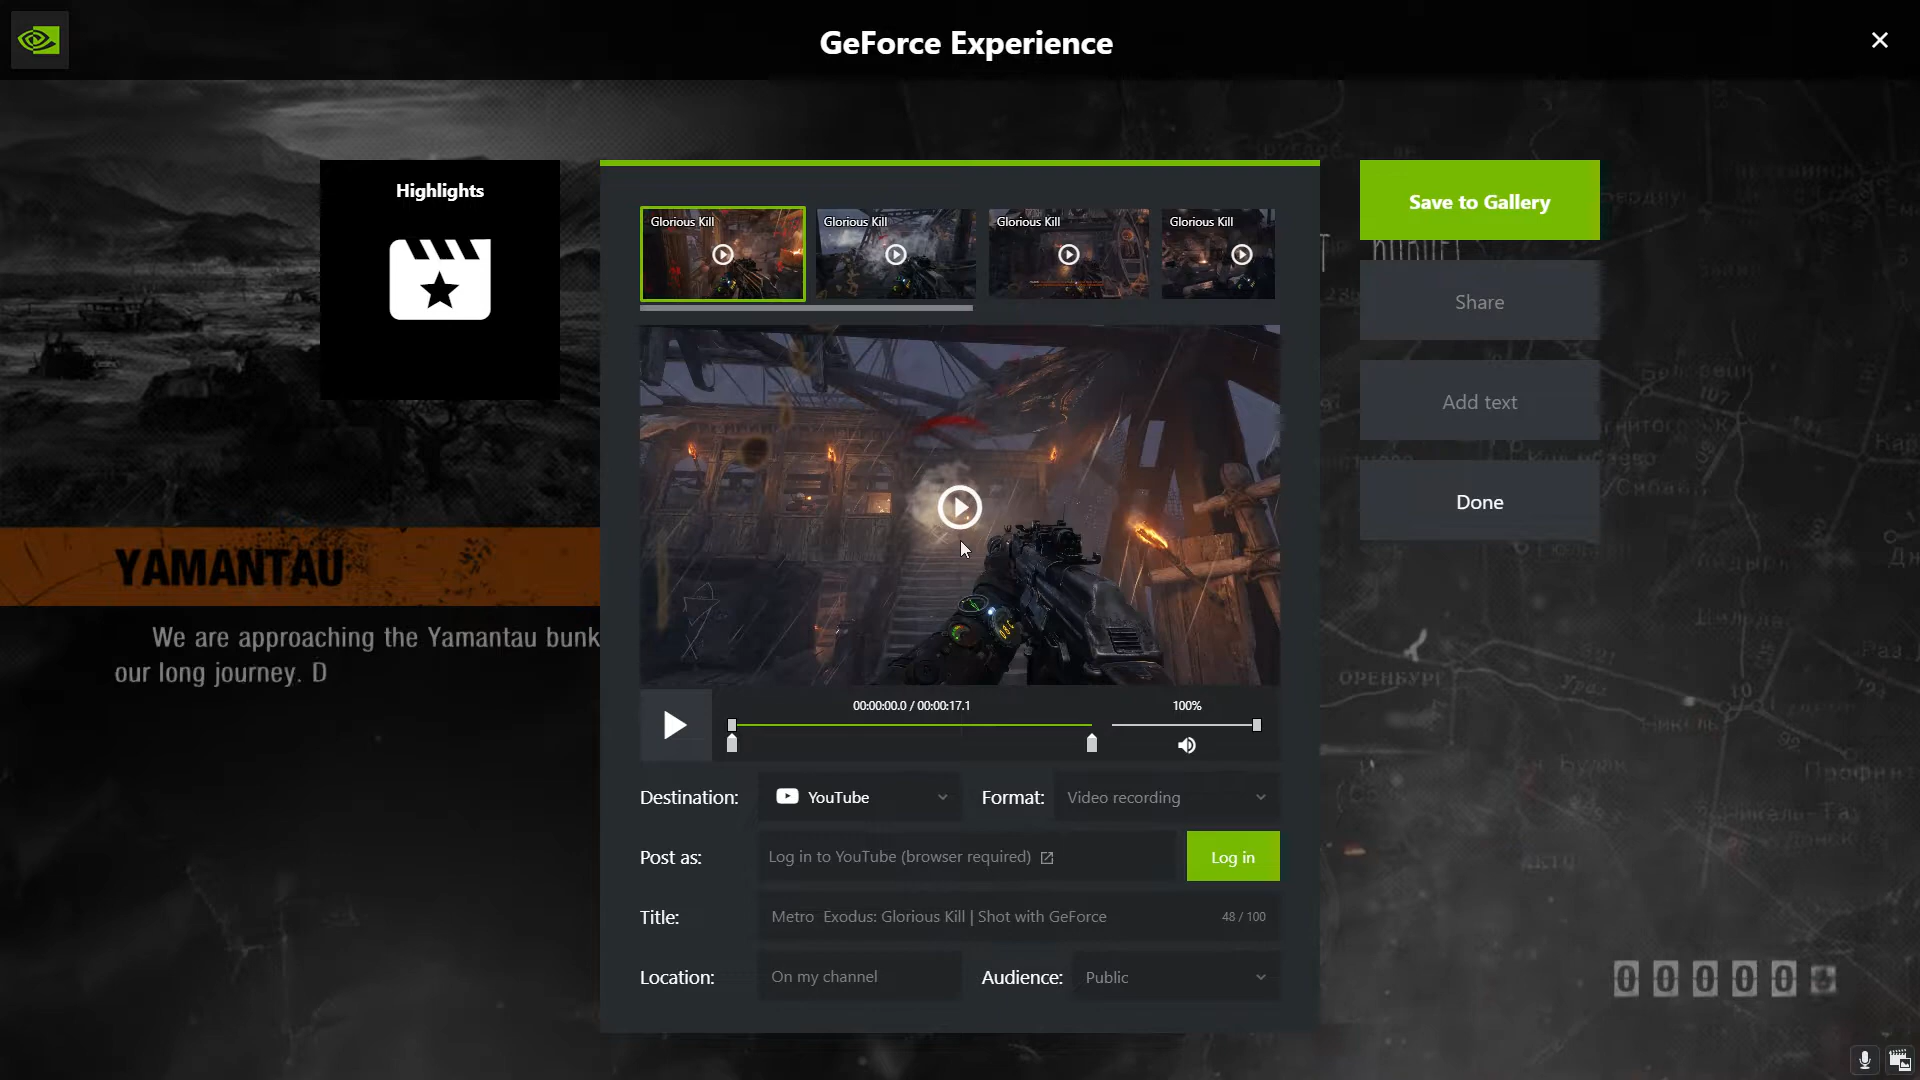 GeForce Experience
Highlights
Glorious Kill
Glorious Kill
Glorious Kill
Glorious Kill
Save to Gallery
Share
Add text
Done
YAMANTAU
We are approaching the Yamantau bunk
our long journey. D
00:00:00.0 / 00:00:17.1
100%
Destination:
YouTube
Format:
Video recording
Post as:
Log in to YouTube (browser required)
Log in
Title:
Metro  Exodus: Glorious Kill | Shot with GeForce
48 / 100
Location:
On my channel
Audience:
Public
ОРЕНБУРГ
Урал
00000